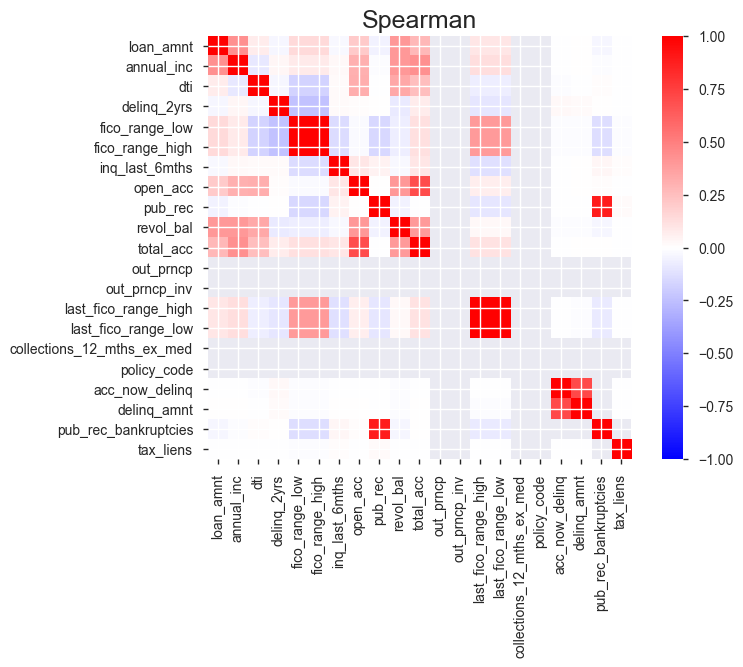 Spearman
loan_amnt
annual_inc
dti
delinq_2yrs
fico_range_low
fico_range_high
inq_last_6mths
open_acc
pub_rec
revol_bal
total_acc
out_prncp
out_prncp_inv
last_fico_range_high
last_fico_range_low
collections_12_mths_ex_med
policy_code
acc_now_delinq
delinq_amnt
pub_rec_bankruptcies
tax_liens
loan_amnt
annual_inc
dti
delinq_2yrs
fico_range_low
fico_range_high
inq_last_6mths
open_acc
pub_rec
revol_bal
total_acc
out_prncp
out_prncp_inv
last_fico_range_high
last_fico_range_low
collections_12_mths_ex_med
policy_code
acc_now_delinq
delinq_amnt
pub_rec_bankruptcies
tax_liens
1.00
0.75
0.50
0.25
0.00
−0.25
−0.50
−0.75
−1.00